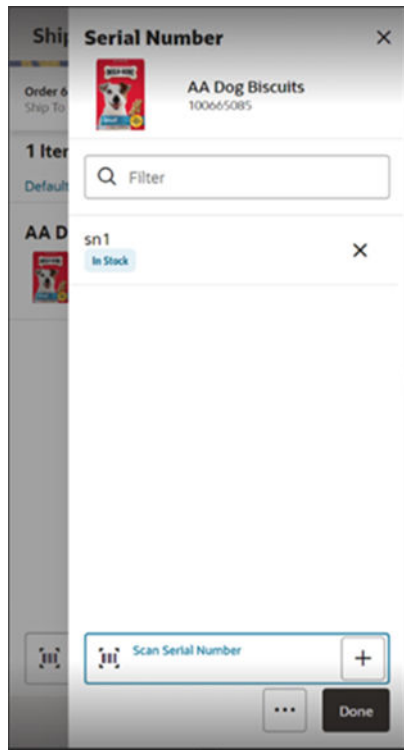 Ship
Serial Number
AA Dog Biscuits
100665085
Order 6
Ship To
1 Iter
Default
Filter
AA D
sn1
In Stock
Scan Serial Number
Done